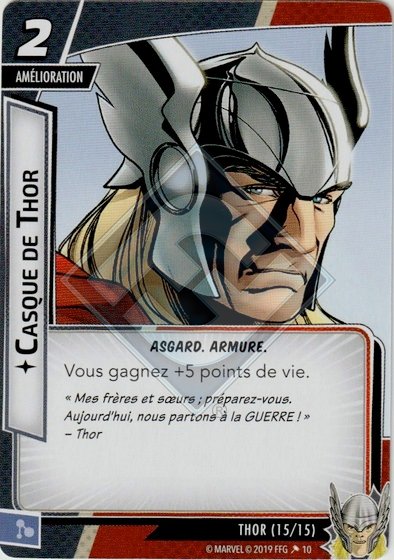 2
AMÉLIORATION
CASQUE DE THOR
ASGARD. ARMURE.
Vous gagnez +5 points de vie.
« Mes frères et sœurs ; préparez-vous.
Aujourd'hui, nous partons à la GUERRE ! »
– Thor
®
THOR (15/15)
© MARVEL © 2019 FFG 10